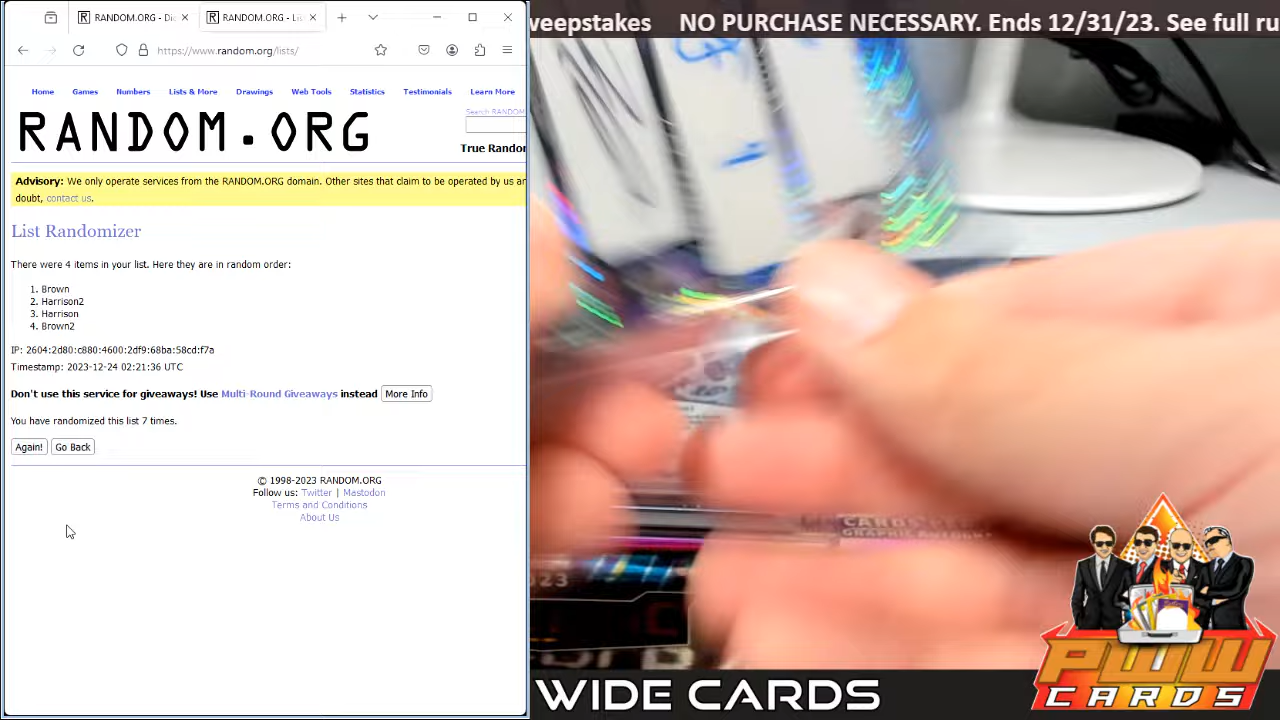 RANDOM.ORG - Di
RANDOM.ORG - Li
https://www.random.org/lists/
Home Games Numbers Lists & More Drawings Web Tools Statistics Testimonials Learn More
RANDOM.ORG
Search RANDOM.
True Random
Advisory: We only operate services from the RANDOM.ORG domain. Other sites that claim to be operated by us ar
doubt, contact us.
List Randomizer
There were 4 items in your list. Here they are in random order:
1. Brown
2. Harrison2
3. Harrison
4. Brown2
IP: 2604:2d80:c880:4600:2df9:68ba:58cd:f7a
Timestamp: 2023-12-24 02:21:36 UTC
Don't use this service for giveaways! Use Multi-Round Giveaways instead More Info
You have randomized this list 7 times.
Again! Go Back
© 1998-2023 RANDOM.ORG
Follow us: Twitter | Mastodon
Terms and Conditions
About Us
weepstakes NO PURCHASE NECESSARY. Ends 12/31/23. See full ru
WIDE CARDS
PWW
CARDS